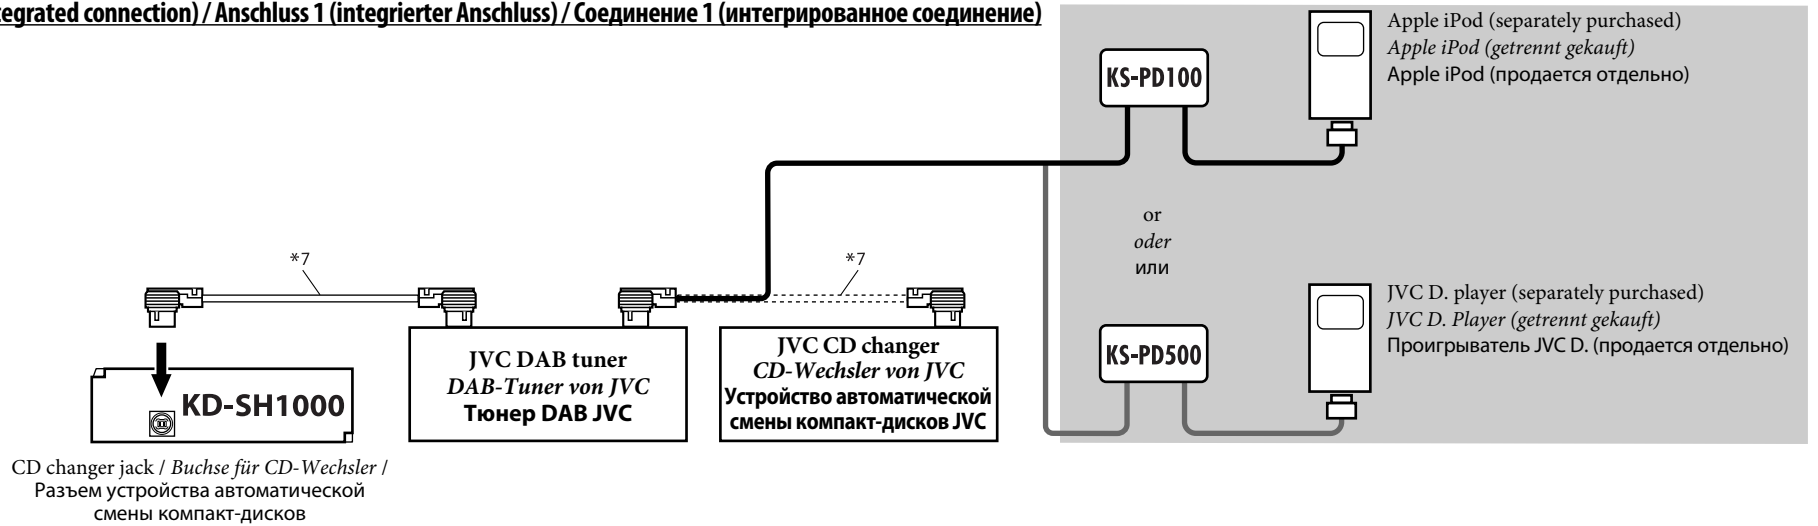 (integrated connection) / Anschluss 1 (integrierter Anschluss) / Соединение 1 (интегрированное соединение)
Apple iPod (separately purchased)
Apple iPod (getrennt gekauft)
Apple iPod (продается отдельно)
KS-PD100
or
oder
или
*7
*7
JVC D. player (separately purchased)
JVC D. Player (getrennt gekauft)
Проигрыватель JVC D. (продается отдельно)
KS-PD500
JVC DAB tuner
DAB-Tuner von JVC
Тюнер DAB JVC
JVC CD changer
CD-Wechsler von JVC
Устройство автоматической
смены компакт-дисков JVC
KD-SH1000
CD changer jack / Buchse für CD-Wechsler /
Разъем устройства автоматической
смены компакт-дисков